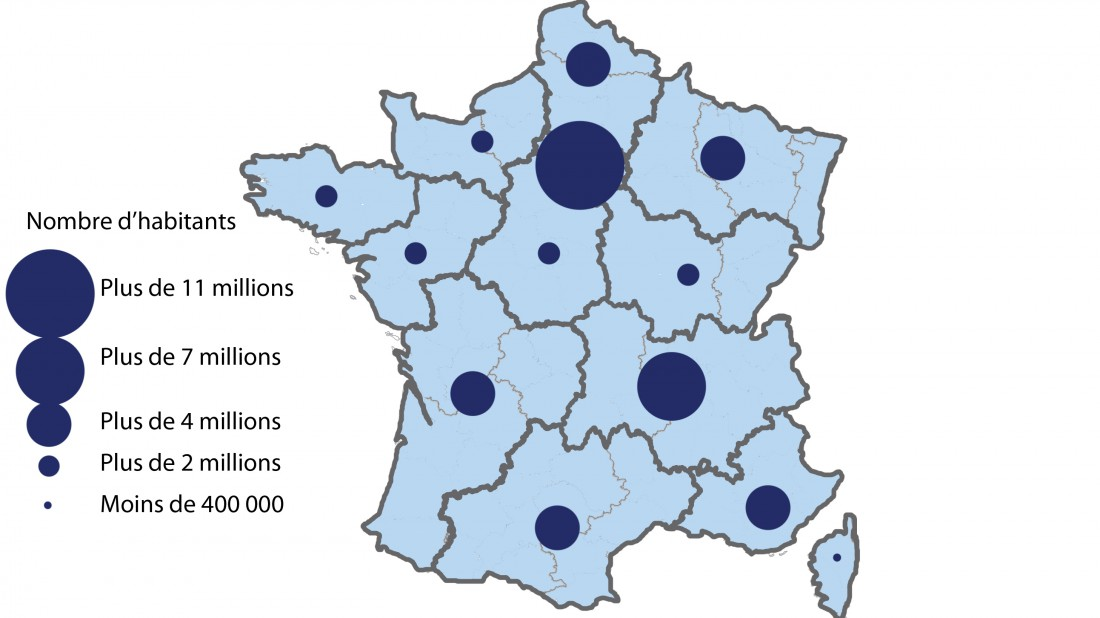 Nombre d’habitants
Plus de 11 millions
Plus de 7 millions
Plus de 4 millions
Plus de 2 millions
Moins de 400 000